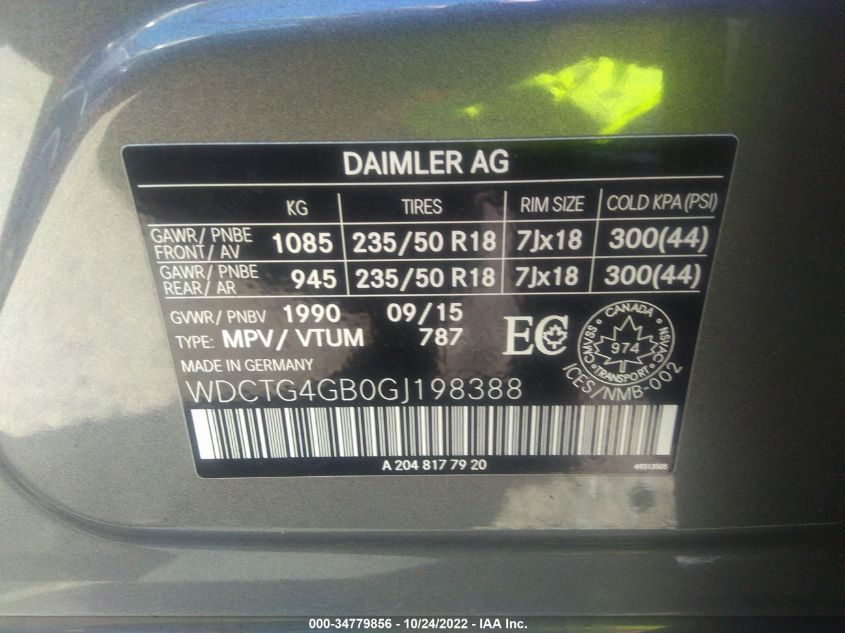 DAIMLER AG
KG TIRES RIM SIZE COLD KPA (PSI)
GAWR/ PNBE FRONT/ AV 1085 235/50 R18 7Jx18 300(44)
GAWR/ PNBE REAR/ AR 945 235/50 R18 7Jx18 300(44)
GVWR/ PNBV 1990 09/15
TYPE: MPV/ VTUM 787
EC
CANADA
CMVSS 974 NSVAC
TRANSPORT
ICES/NMB-002
MADE IN GERMANY
WDCTG4GB0GJ198388
A 204 817 79 20
000-34779856 - 10/24/2022 - IAA Inc.